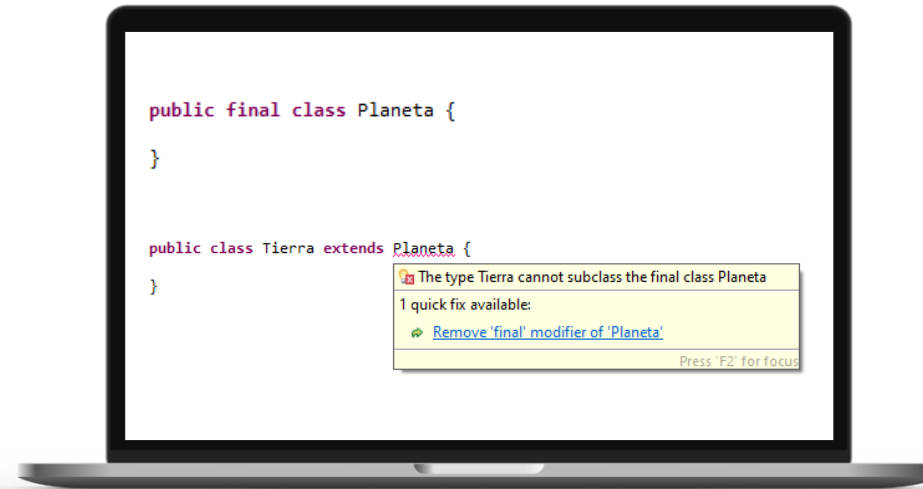 public final class Planeta {
}
public class Tierra extends Planeta {
}
The type Tierra cannot subclass the final class Planeta
1 quick fix available:
Remove 'final' modifier of 'Planeta'
Press 'F2' for focus